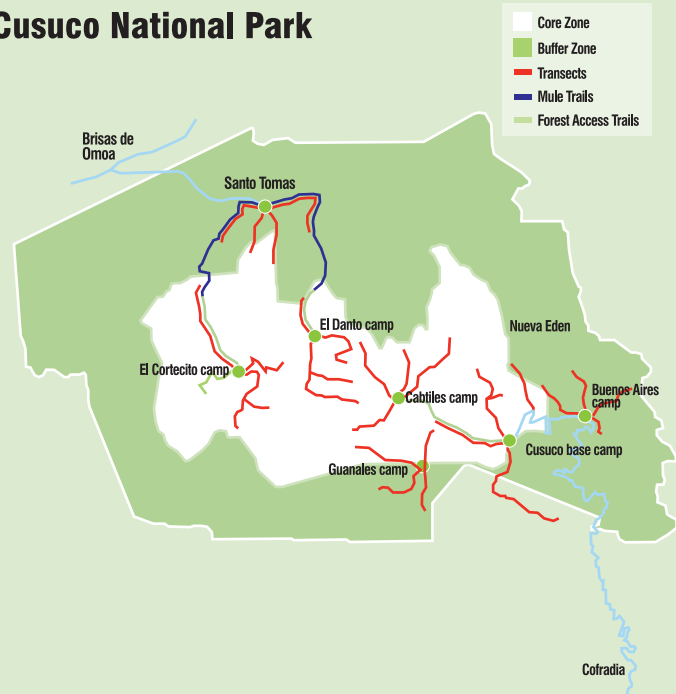 Cusuco National Park
Core Zone
Buffer Zone
Transects
Mule Trails
Forest Access Trails
Brisas de
Omoa
Santo Tomas
El Danto camp
Nueva Eden
El Cortecito camp
Buenos Aires
camp
Cabtiles camp
Cusuco base camp
Guanales camp
Cofradia